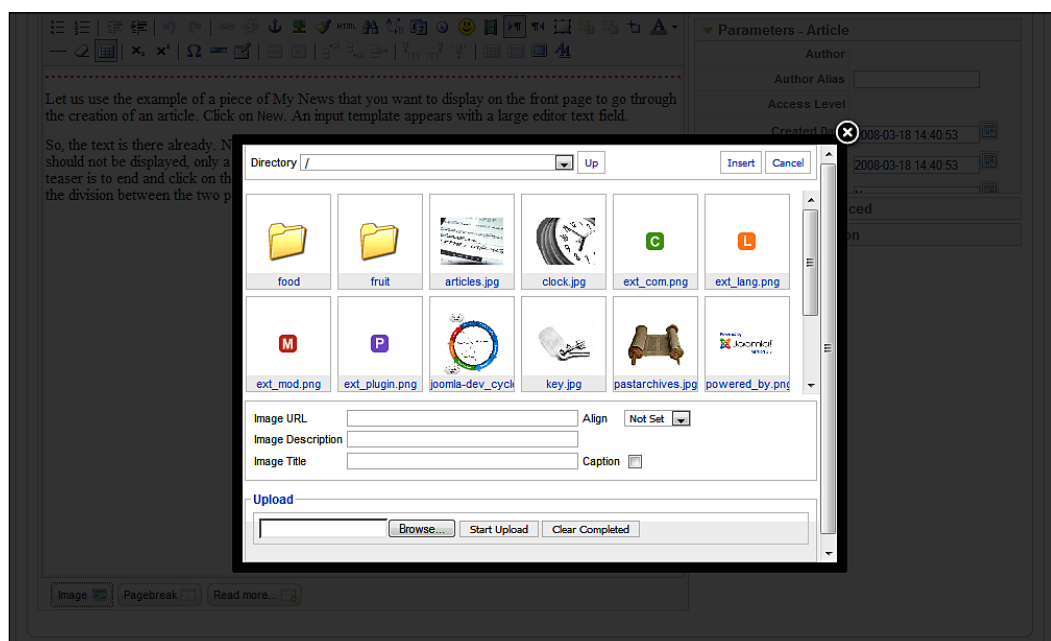 HTML
Parameters - Article
Author
Author Alias
Access Level
Let us use the example of a piece of My News that you want to display on the front page to go through
the creation of an article. Click on New. An input template appears with a large editor text field.
Created Da
2008-03-18 14:40:53
So, the text is there already. N
should not be displayed, only a
teaser is to end and click on th
the division between the two p
2008-03-18 14:40:53
ced
on
Directory / Up Insert Cancel
food fruit articles.jpg clock.jpg ext_com.png ext_lang.png
C L
M P
Joomla!
ext_mod.png ext_plugin.png joomla-dev_cycl key.jpg pastarchives.jpg powered_by.png
Image URL Align Not Set
Image Description
Image Title Caption
Upload
Browse... Start Upload Clear Completed
Image Pagebreak Read more...